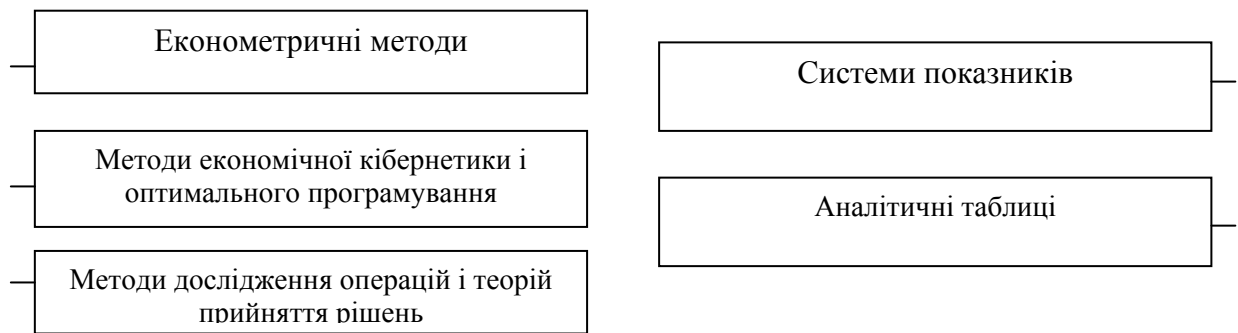 Економетричні методи
Методи економічної кібернетики і
оптимального програмування
Методи дослідження операцій і теорій
прийняття рішень
Системи показників
Аналітичні таблиці